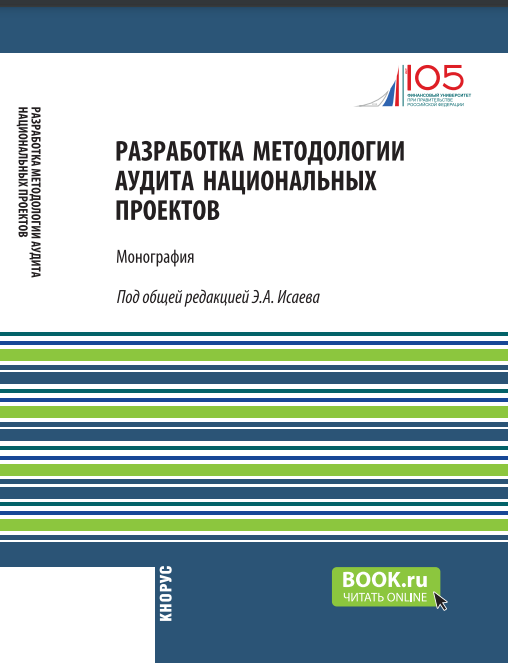 105
ФИНАНСОВЫЙ УНИВЕРСИТЕТ
ПРИ ПРАВИТЕЛЬСТВЕ
РОССИЙСКОЙ ФЕДЕРАЦИИ
РАЗРАБОТКА МЕТОДОЛОГИИ АУДИТА
НАЦИОНАЛЬНЫХ ПРОЕКТОВ
РАЗРАБОТКА МЕТОДОЛОГИИ
АУДИТА НАЦИОНАЛЬНЫХ
ПРОЕКТОВ
Монография
Под общей редакцией Э.А. Исаева
КНОРУС
BOOK.ru
ЧИТАТЬ ONLINE